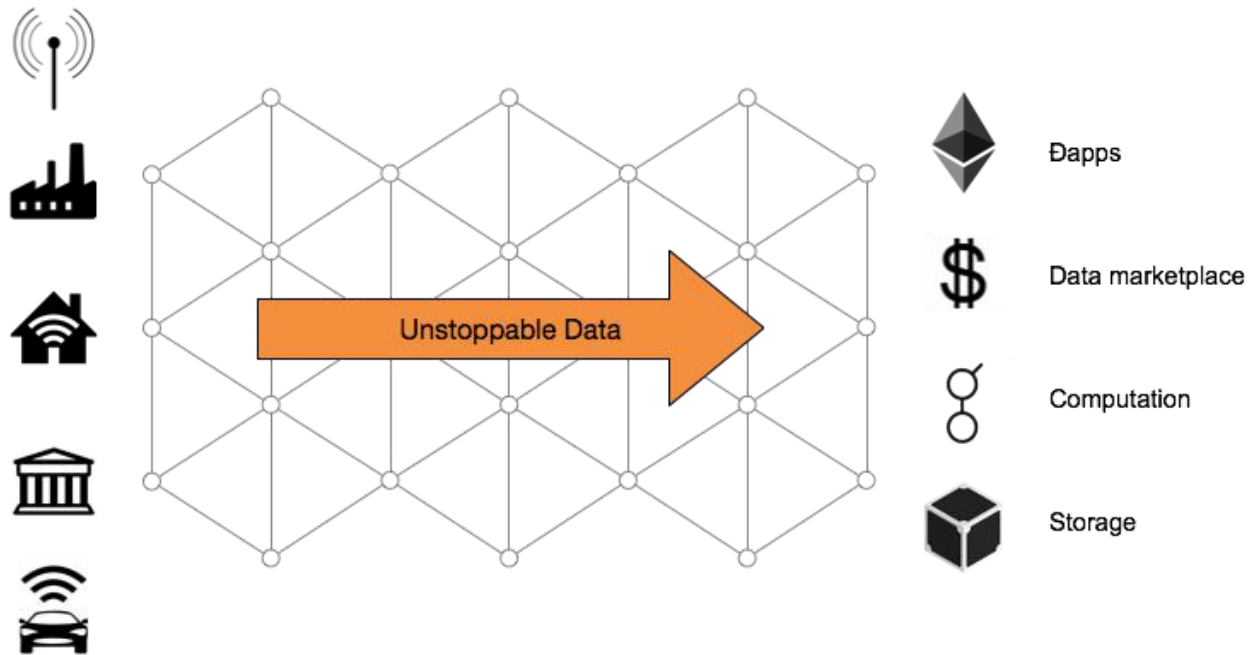 Ðapps
Unstoppable Data
Data marketplace
Computation
Storage